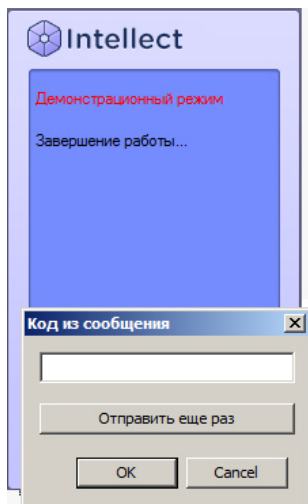 Intellect
Демонстрационный режим
Завершение работы...
Код из сообщения
Отправить еще раз
OK Cancel